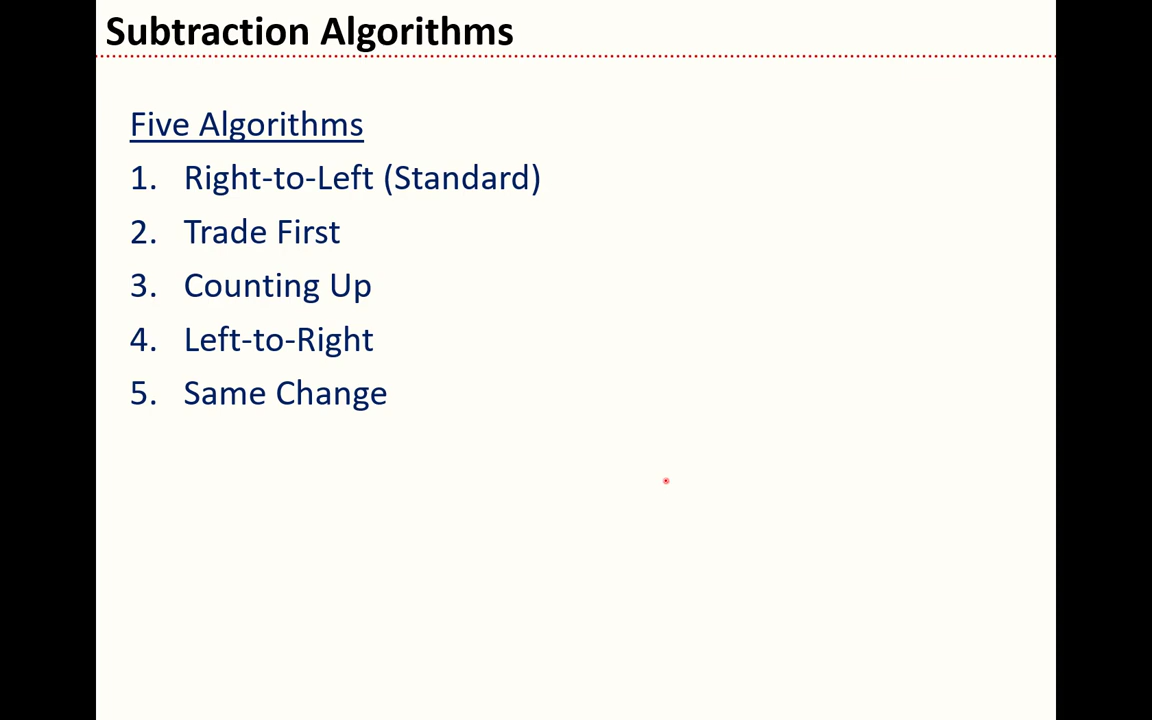 Subtraction Algorithms
Five Algorithms
1. Right-to-Left (Standard)
2. Trade First
3. Counting Up
4. Left-to-Right
5. Same Change